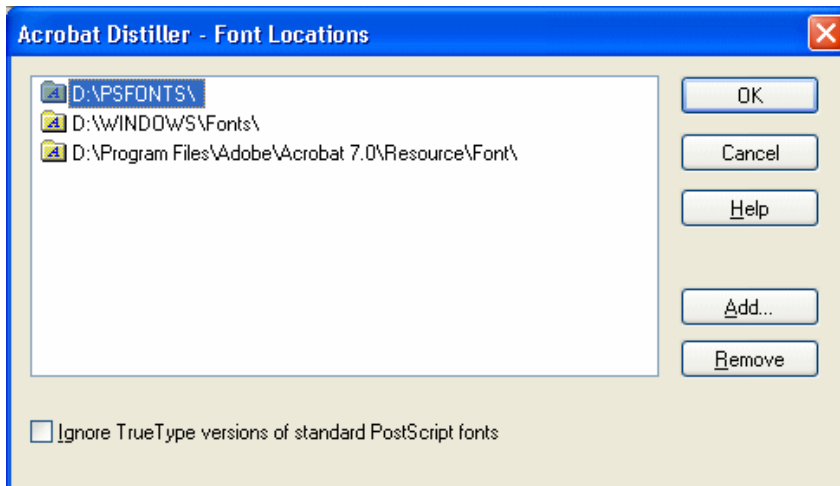 Acrobat Distiller - Font Locations
D:\PSFONTS\
D:\WINDOWS\Fonts\
D:\Program Files\Adobe\Acrobat 7.0\Resource\Font\
OK
Cancel
Help
Add...
Remove
Ignore TrueType versions of standard PostScript fonts